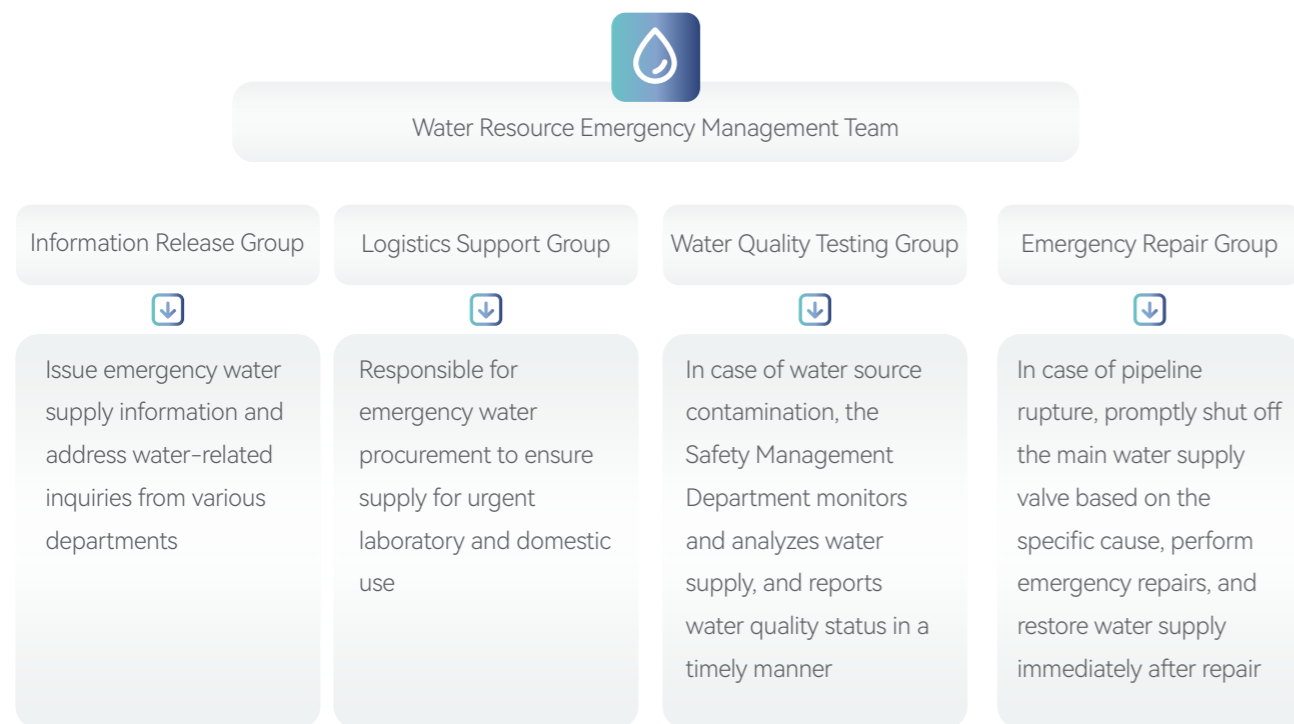 Water Resource Emergency Management Team
Information Release Group
Issue emergency water
supply information and
address water-related
inquiries from various
departments
Logistics Support Group
Responsible for
emergency water
procurement to ensure
supply for urgent
laboratory and domestic
use
Water Quality Testing Group
In case of water source
contamination, the
Safety Management
Department monitors
and analyzes water
supply, and reports
water quality status in a
timely manner
Emergency Repair Group
In case of pipeline
rupture, promptly shut off
the main water supply
valve based on the
specific cause, perform
emergency repairs, and
restore water supply
immediately after repair